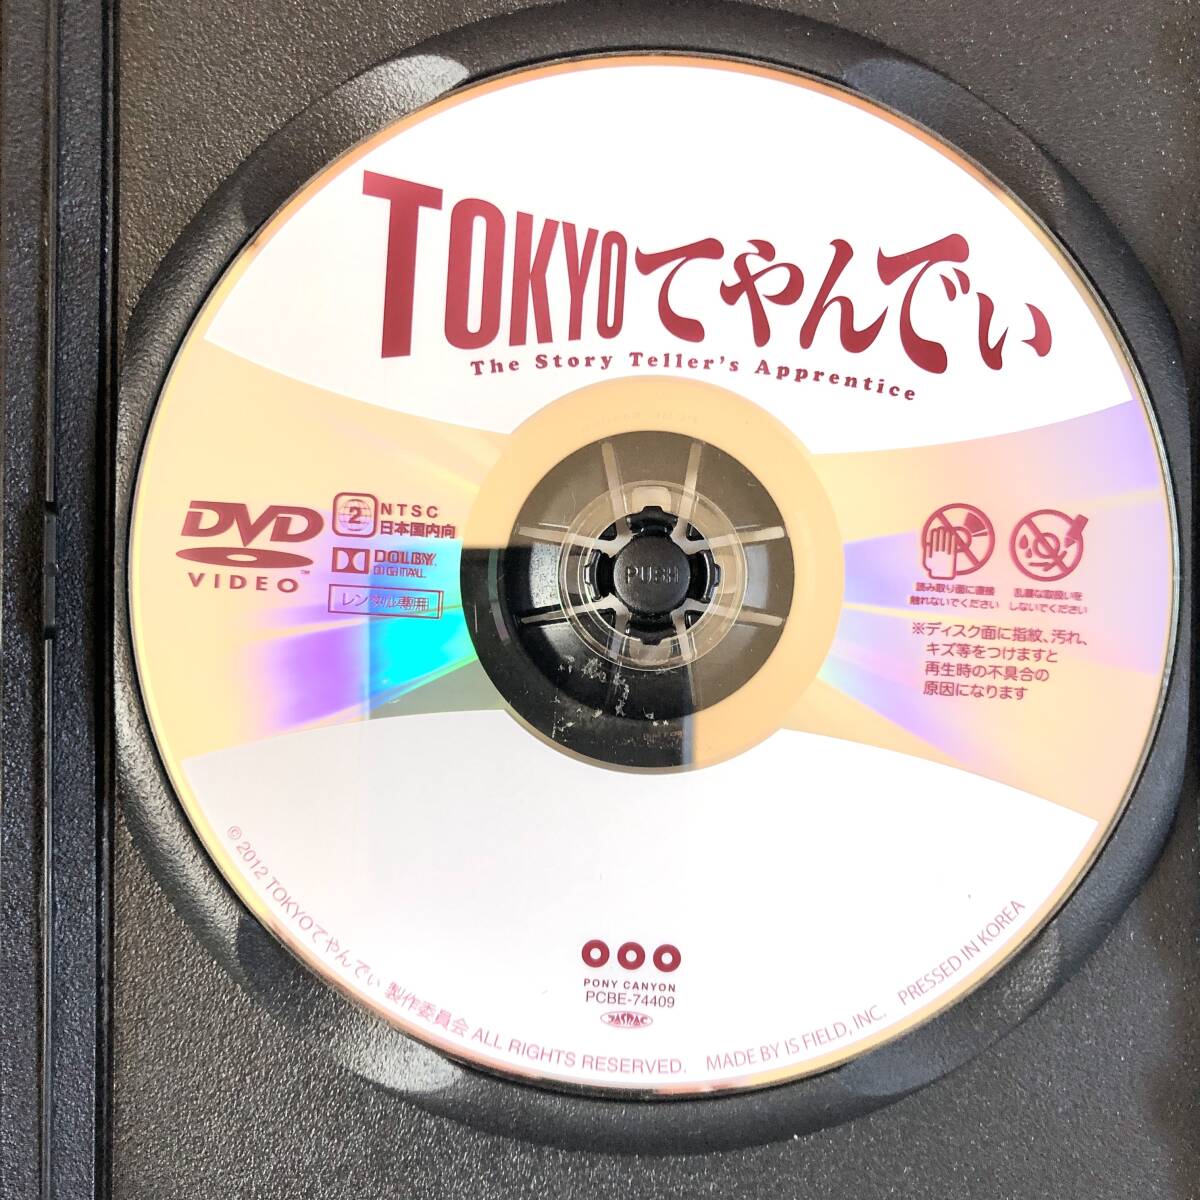 TOKYOてやんでぃ
The Story Teller's Apprentice
DVD
VIDEO™
2
NTSC
日本国内向
DOLBY
DIGITAL
レンタル専用
PUSH
読み取り面に直接
触れないでください
乱暴な取扱いを
しないでください
※ディスク面に指紋、汚れ、
キズ等をつけますと
再生時の不具合の
原因になります
PONY CANYON
PCBE-74409
JASRAC
© 2012 TOKYOてやんでぃ 製作委員会 ALL RIGHTS RESERVED. MADE BY IS FIELD, INC. PRESSED IN KOREA